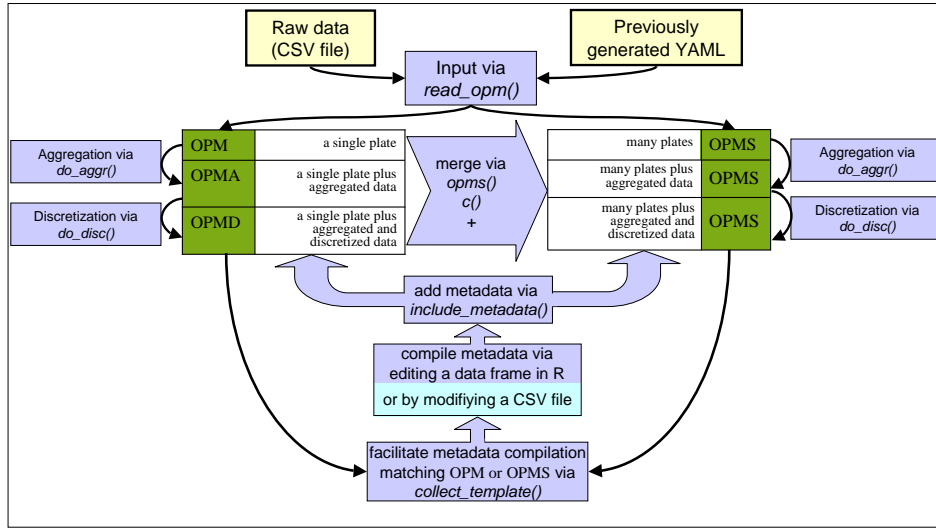 Raw data
(CSV file)
Previously
generated YAML
Input via
read_opm()
OPM
a single plate
OPMA
a single plate plus
aggregated data
OPMD
a single plate plus
aggregated and
discretized data
Aggregation via
do_aggr()
Discretization via
do_disc()
merge via
opms()
c()
+
many plates
OPMS
many plates plus
aggregated data
OPMS
many plates plus
aggregated and
discretized data
OPMS
Aggregation via
do_aggr()
Discretization via
do_disc()
add metadata via
include_metadata()
compile metadata via
editing a data frame in R
or by modifiying a CSV file
facilitate metadata compilation
matching OPM or OPMS via
collect_template()